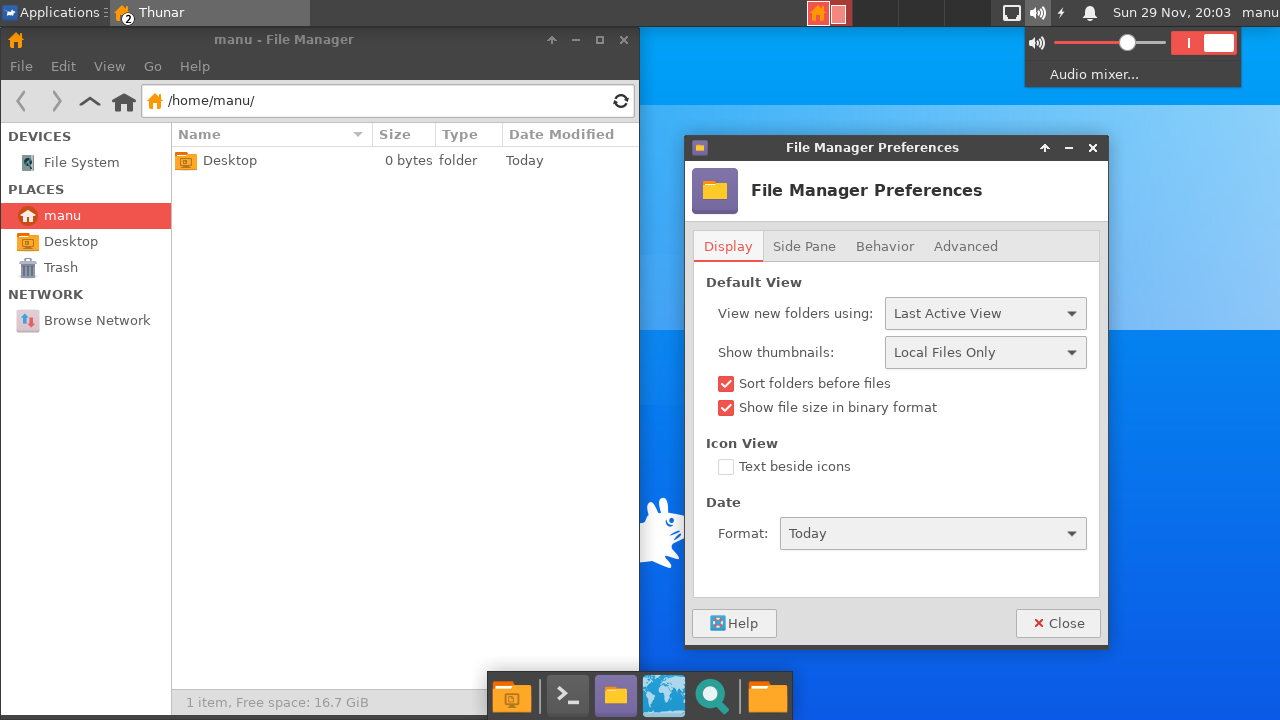 Applications
2
Thunar
Sun 29 Nov, 20:03
manu
manu - File Manager
File
Edit
View
Go
Help
/home/manu/
Audio mixer...
DEVICES
File System
PLACES
manu
Desktop
Trash
NETWORK
Browse Network
Name
Size
Type
Date Modified
Desktop
0 bytes
folder
Today
1 item, Free space: 16.7 GiB
File Manager Preferences
File Manager Preferences
Display
Side Pane
Behavior
Advanced
Default View
View new folders using:
Last Active View
Show thumbnails:
Local Files Only
Sort folders before files
Show file size in binary format
Icon View
Text beside icons
Date
Format:
Today
Help
Close